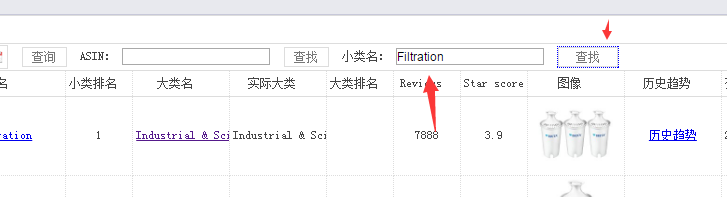 查询 ASIN: 查找 小类名: Filtration 查找
名 小类排名 大类名 实际大类 大类排名 Reviews Star score 图像 历史趋势
ration 1 Industrial & Sci Industrial & Sci 7888 3.9 历史趋势